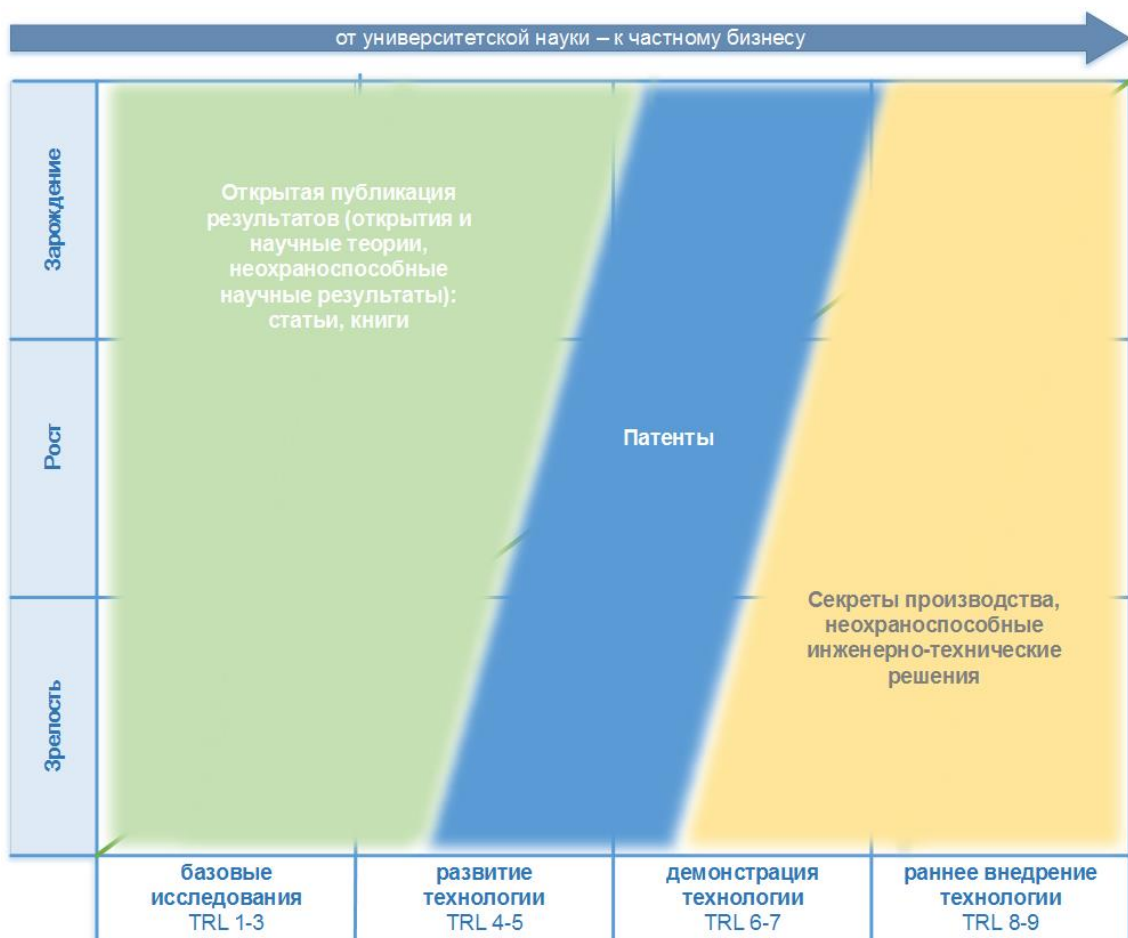 от университетской науки – к частному бизнесу
Зарождение
Открытая публикация
результатов (открытия и
научные теории,
неохраноспособные
научные результаты):
статьи, книги
Рост
Патенты
Зрелость
Секреты производства,
неохраноспособные
инженерно-технические
решения
базовые
исследования
TRL 1-3
развитие
технологии
TRL 4-5
демонстрация
технологии
TRL 6-7
раннее внедрение
технологии
TRL 8-9